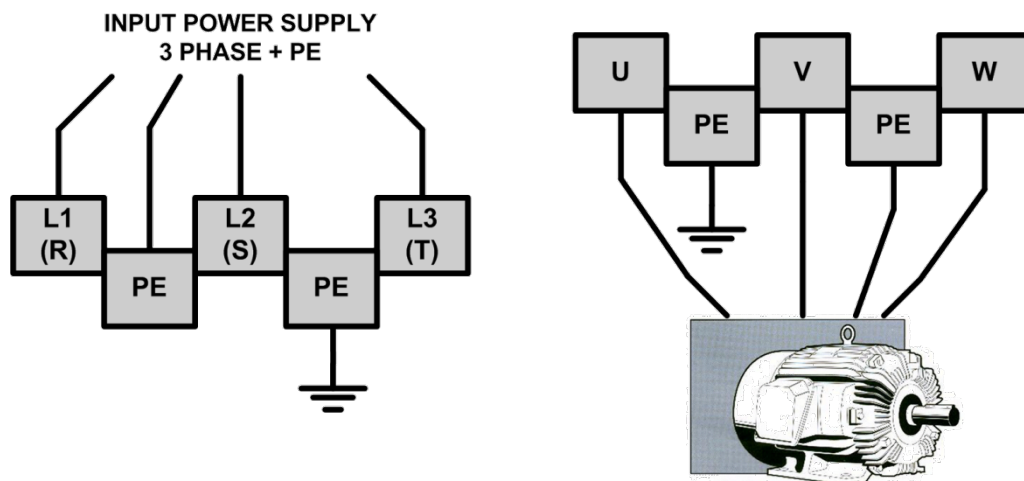 INPUT POWER SUPPLY
3 PHASE + PE
L1
(R)
PE
L2
(S)
PE
L3
(T)
U
PE
V
PE
W